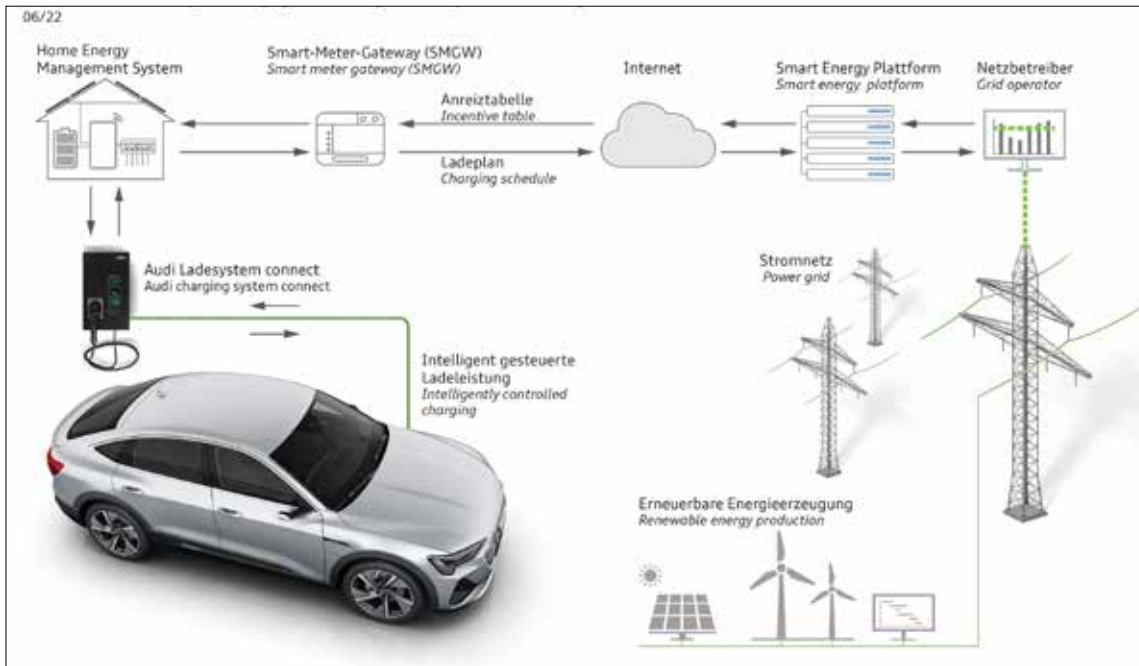 06/22
Home Energy
Management System
Smart-Meter-Gateway (SMGW)
Smart meter gateway (SMGW)
Internet
Smart Energy Plattform
Smart energy platform
Netzbetreiber
Grid operator
Anreiztabelle
Incentive table
Ladeplan
Charging schedule
Audi Ladesystem connect
Audi charging system connect
Stromnetz
Power grid
Intelligent gesteuerte
Ladeleistung
Intelligently controlled
charging
Erneuerbare Energieerzeugung
Renewable energy production